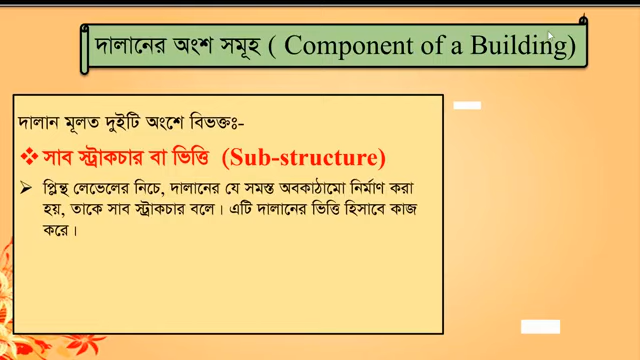 দালানের অংশ সমূহ ( Component of a Building)
দালান মূলত দুইটি অংশে বিভক্তঃ-
❖ সাব স্ট্রাকচার বা ভিত্তি (Sub-structure)
➢ প্লিন্থ লেভেলের নিচে, দালানের যে সমস্ত অবকাঠামো নির্মাণ করা
হয়, তাকে সাব স্ট্রাকচার বলে। এটি দালানের ভিত্তি হিসাবে কাজ
করে।